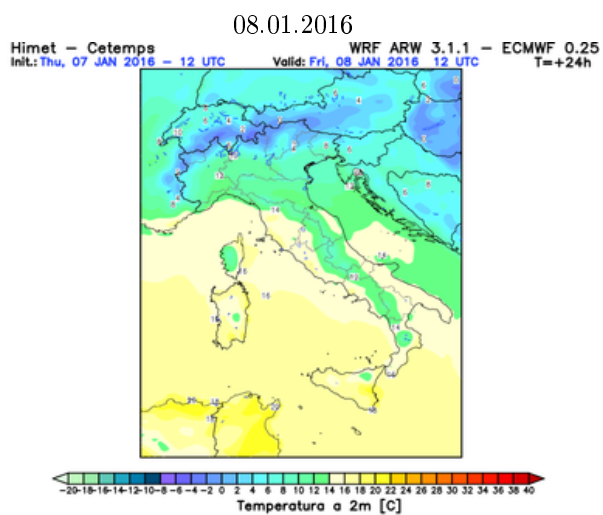 08.01.2016
Himet – Cetemps WRF ARW 3.1.1 – ECMWF 0.25
Init.: Thu, 07 JAN 2016 – 12 UTC Valid: Fri, 08 JAN 2016 12 UTC T=+24h
14
16
16
-20 -18 -16 -14 -12 -10 -8 -6 -4 -2 0 2 4 6 8 10 12 14 16 18 20 22 24 26 28 30 32 34 36 38 40
Temperatura a 2m [C]